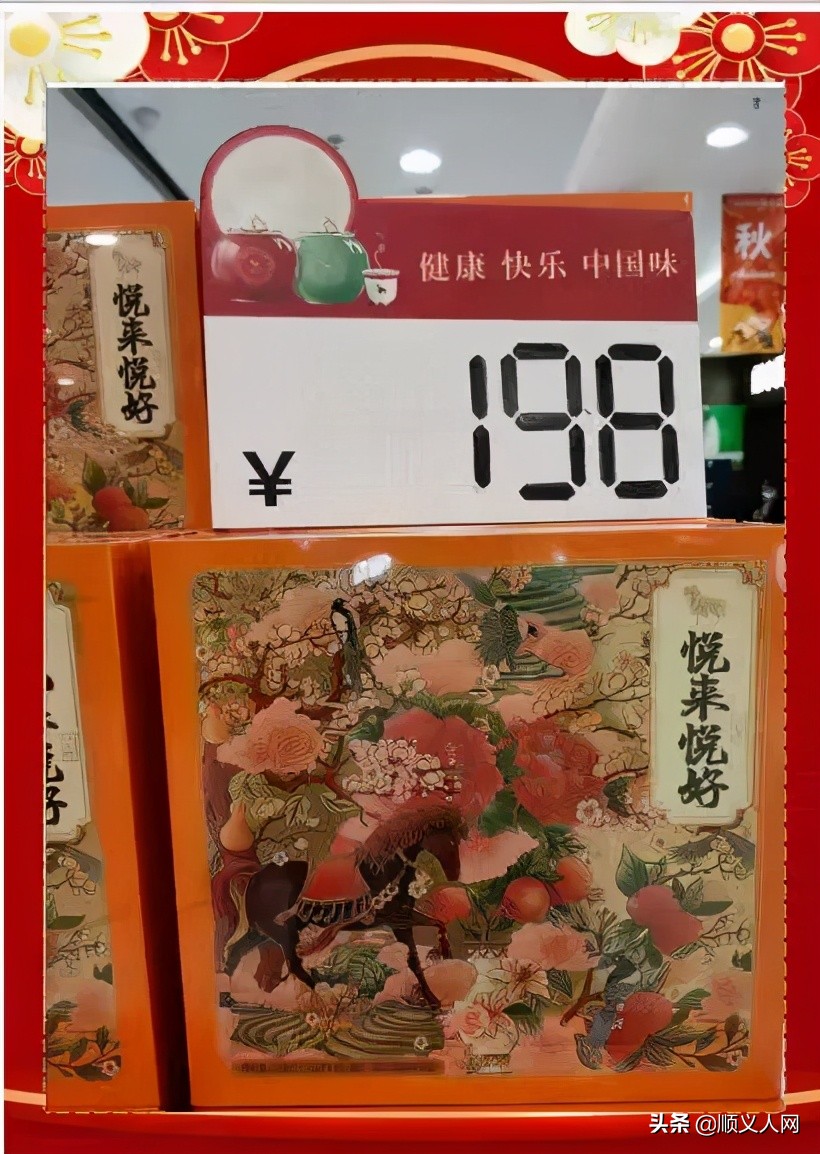 健康 快乐 中国味
秋
¥ 198
悦来悦好
悦来悦好
头条 @顺义人网